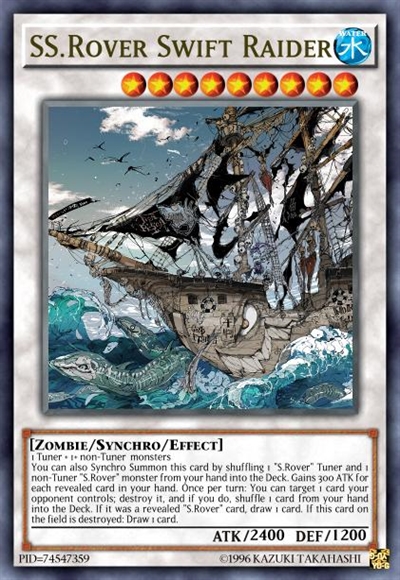 SS.Rover Swift Raider
WATER
水
[Zombie/Synchro/Effect]
1 Tuner + 1+ non-Tuner monsters
You can also Synchro Summon this card by shuffling 1 "S.Rover" Tuner and 1
non-Tuner "S.Rover" monster from your hand into the Deck. Gains 300 ATK for
each revealed card in your hand. Once per turn: You can target 1 card your
opponent controls; destroy it, and if you do, shuffle 1 card from your hand
into the Deck. If it was a revealed "S.Rover" card, draw 1 card. If this card on
the field is destroyed: Draw 1 card.
ATK/2400 DEF/1200
PID=74547359
©1996 KAZUKI TAKAHASHI